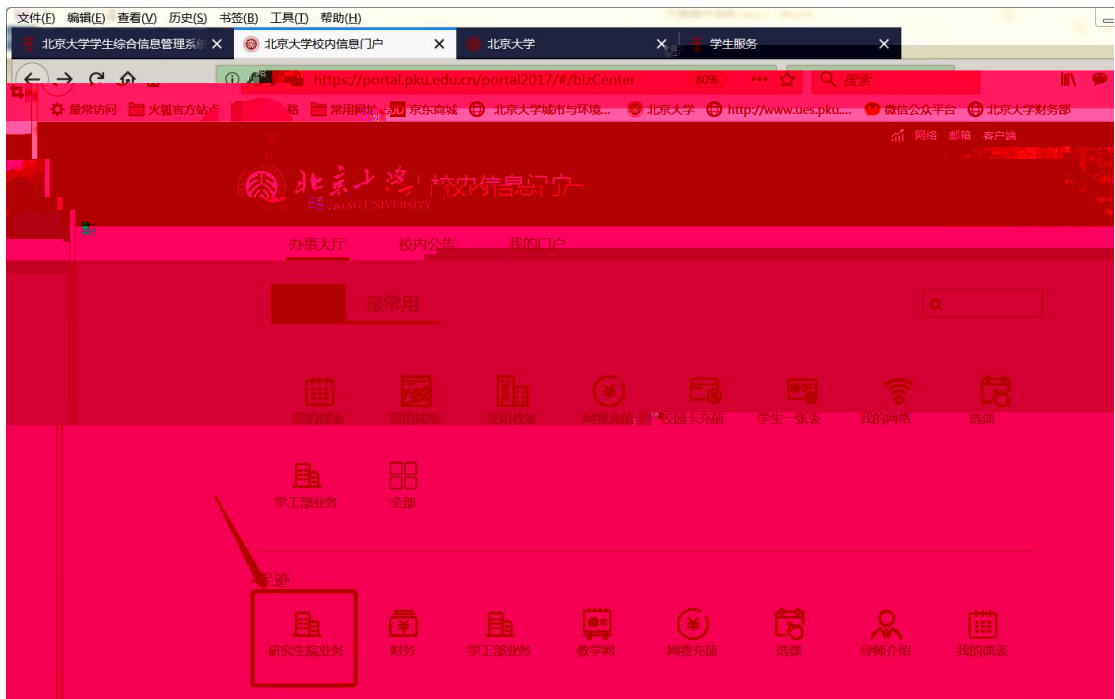 文件(F) 编辑(E) 查看(V) 历史(S) 书签(B) 工具(T) 帮助(H)
北京大学学生综合信息管理系统 北京大学校内信息门户 北京大学 学生服务
https://portal.pku.edu.cn/portal2017/#/bizCenter 80% 搜索
最常访问 火狐官方站点 常用网址 JD 京东商城 北京大学城市与环境... 北京大学 http://www.ues.pku.... 微信公众平台 北京大学财务部
网络 邮箱 客户端
北京大学 校内信息门户
PEKING UNIVERSITY
办事大厅 校内公告 我的门户
最常用
我的课表 我的成绩 空闲教室 网费充值 校园卡充值 学生一张表 我的网络 选课
学工部业务 全部
足迹
研究生院业务 财务 学工部业务 教学网 网费充值 选课 导师介绍 我的课表